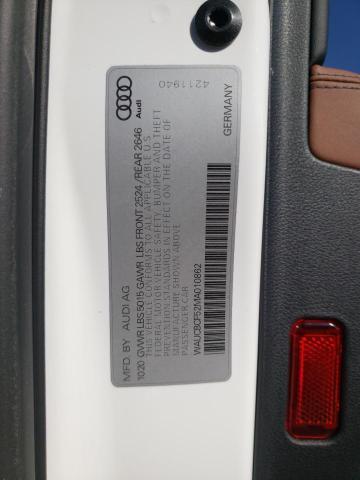 MFD BY AUDI AG
Audi
4211940
10.20 GVWR LBS 5015 GAWR LBS FRONT 2524 / REAR 2646
THIS VEHICLE CONFORMS TO ALL APPLICABLE U.S.
FEDERAL MOTOR VEHICLE SAFETY, BUMPER AND THEFT
PREVENTION STANDARDS IN EFFECT ON THE DATE OF
MANUFACTURE SHOWN ABOVE.
PASSENGER CAR
WAUCBCF52MA010862
GERMANY